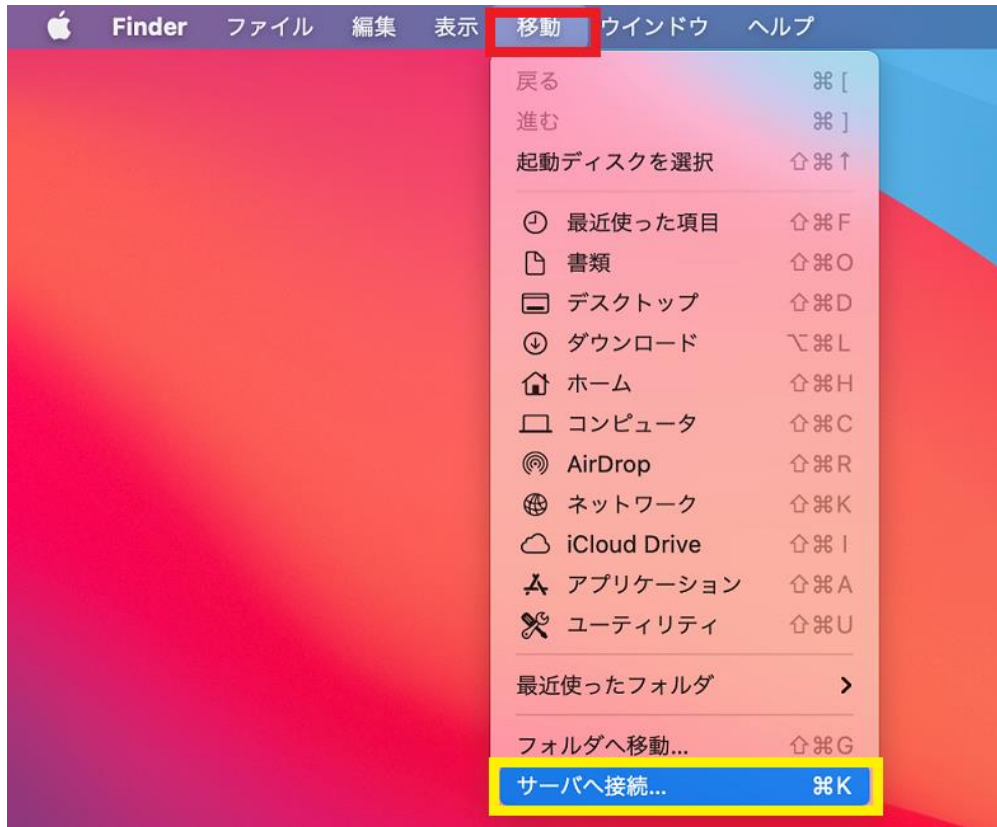 Finder ファイル 編集 表示 移動 ウインドウ ヘルプ
戻る ⌘[
進む ⌘]
起動ディスクを選択 ⇧⌘↑
最近使った項目 ⇧⌘F
書類 ⇧⌘O
デスクトップ ⇧⌘D
ダウンロード ⌥⌘L
ホーム ⇧⌘H
コンピュータ ⇧⌘C
AirDrop ⇧⌘R
ネットワーク ⇧⌘K
iCloud Drive ⇧⌘I
アプリケーション ⇧⌘A
ユーティリティ ⇧⌘U
最近使ったフォルダ
フォルダへ移動... ⇧⌘G
サーバへ接続... ⌘K